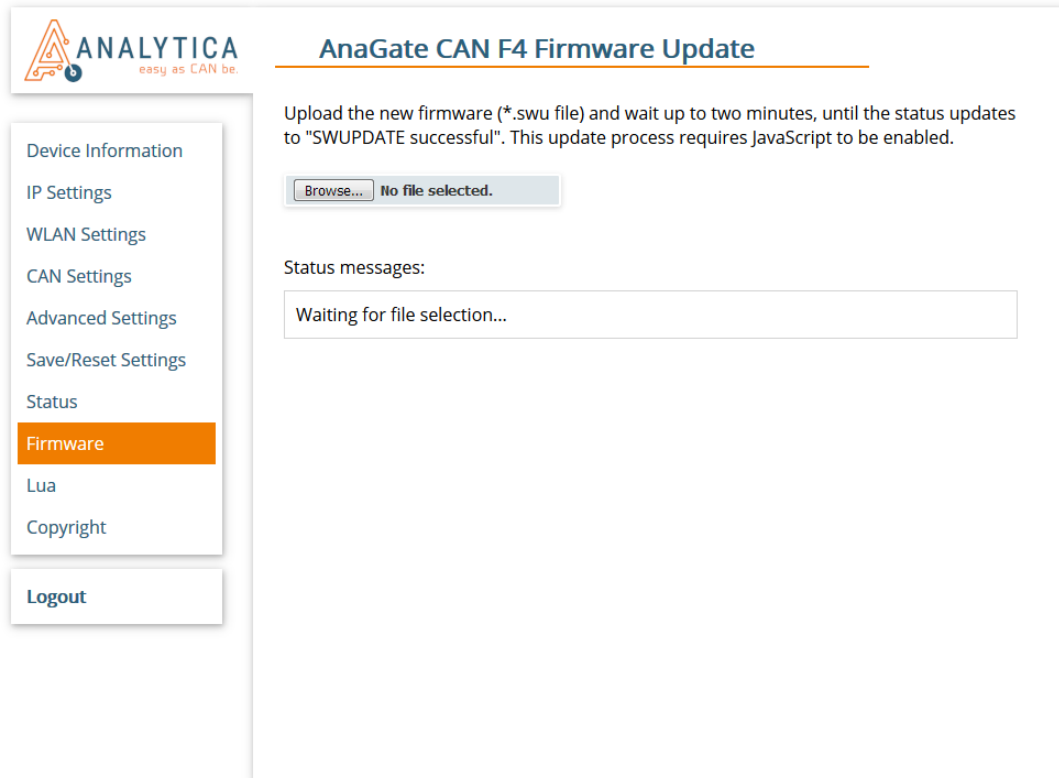 ANALYTICA
easy as CAN be.
AnaGate CAN F4 Firmware Update
Upload the new firmware (*.swu file) and wait up to two minutes, until the status updates
to "SWUPDATE successful". This update process requires JavaScript to be enabled.
Device Information
IP Settings
WLAN Settings
CAN Settings
Advanced Settings
Save/Reset Settings
Status
Firmware
Lua
Copyright
Logout
Browse... No file selected.
Status messages:
Waiting for file selection...